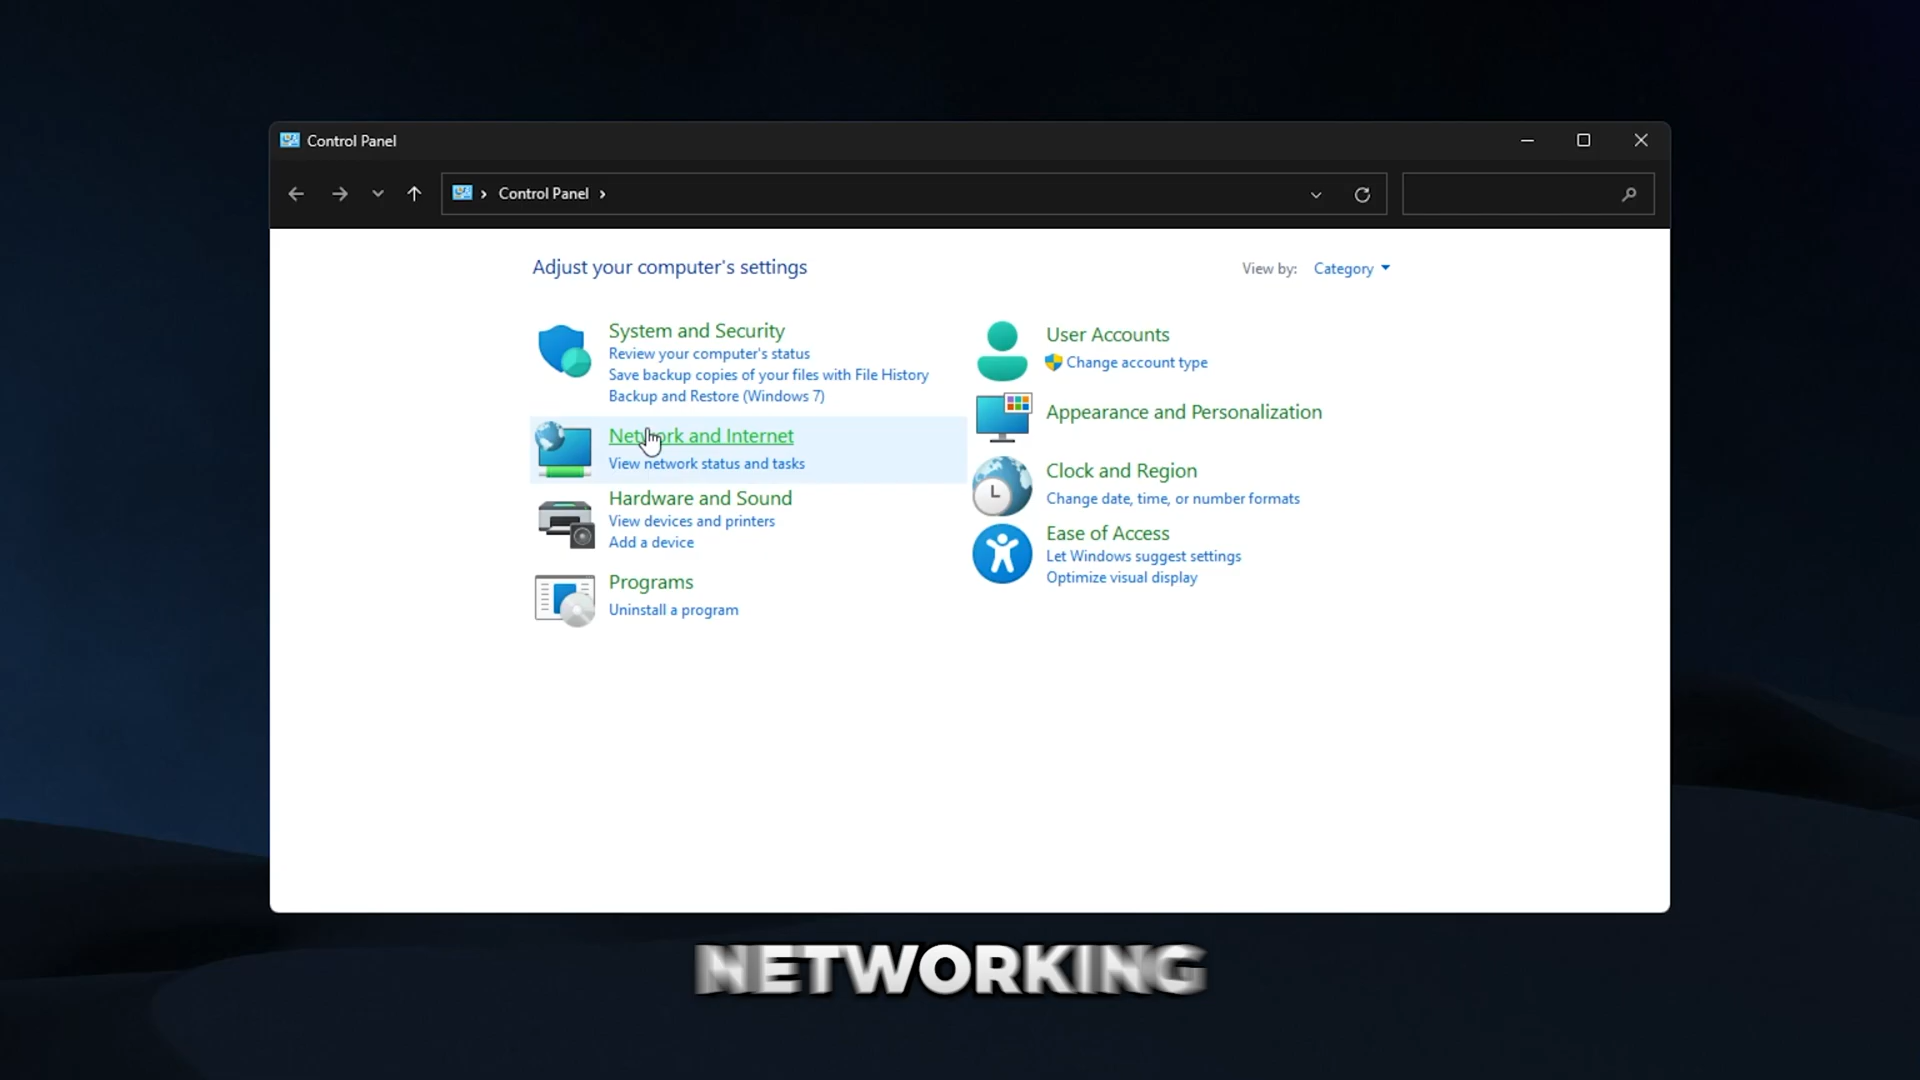 Control Panel
Control Panel
Adjust your computer's settings
View by: Category
System and Security
Review your computer's status
Save backup copies of your files with File History
Backup and Restore (Windows 7)
Network and Internet
View network status and tasks
Hardware and Sound
View devices and printers
Add a device
Programs
Uninstall a program
User Accounts
Change account type
Appearance and Personalization
Clock and Region
Change date, time, or number formats
Ease of Access
Let Windows suggest settings
Optimize visual display
NETWORKING